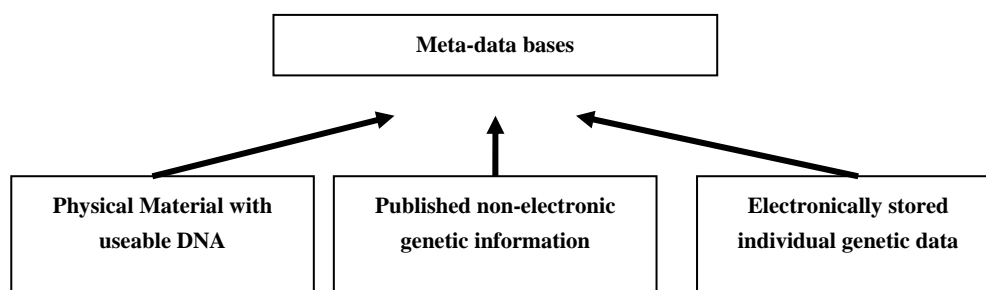 Meta-data bases
Physical Material with
useable DNA
Published non-electronic
genetic information
Electronically stored
individual genetic data